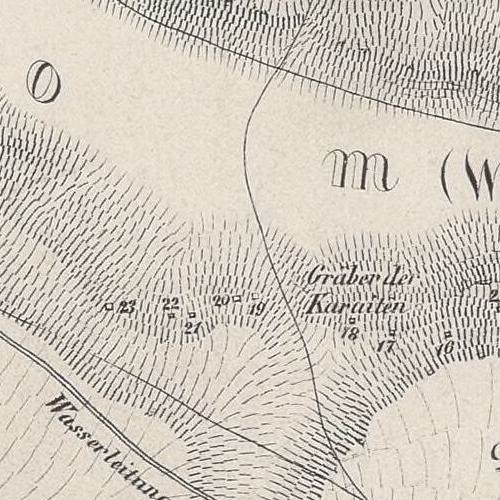 O
m (W
Gräber der
Karaiten
23 22 21 20 19
18 17 16
Wasserleitung